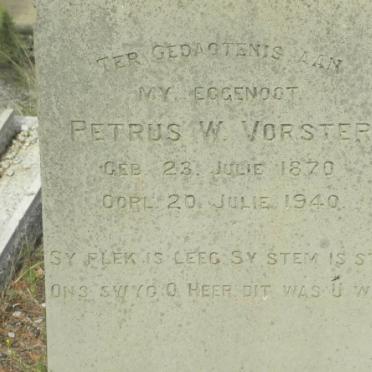 TER GEDAGTENIS AAN
MY EGGENOOT
PETRUS W. VORSTER
GEB. 23. JULIE 1870
OORL. 20. JULIE 1940.
SY PLEK IS LEEG SY STEM IS
ONS SWYG O HEER DIT WAS U